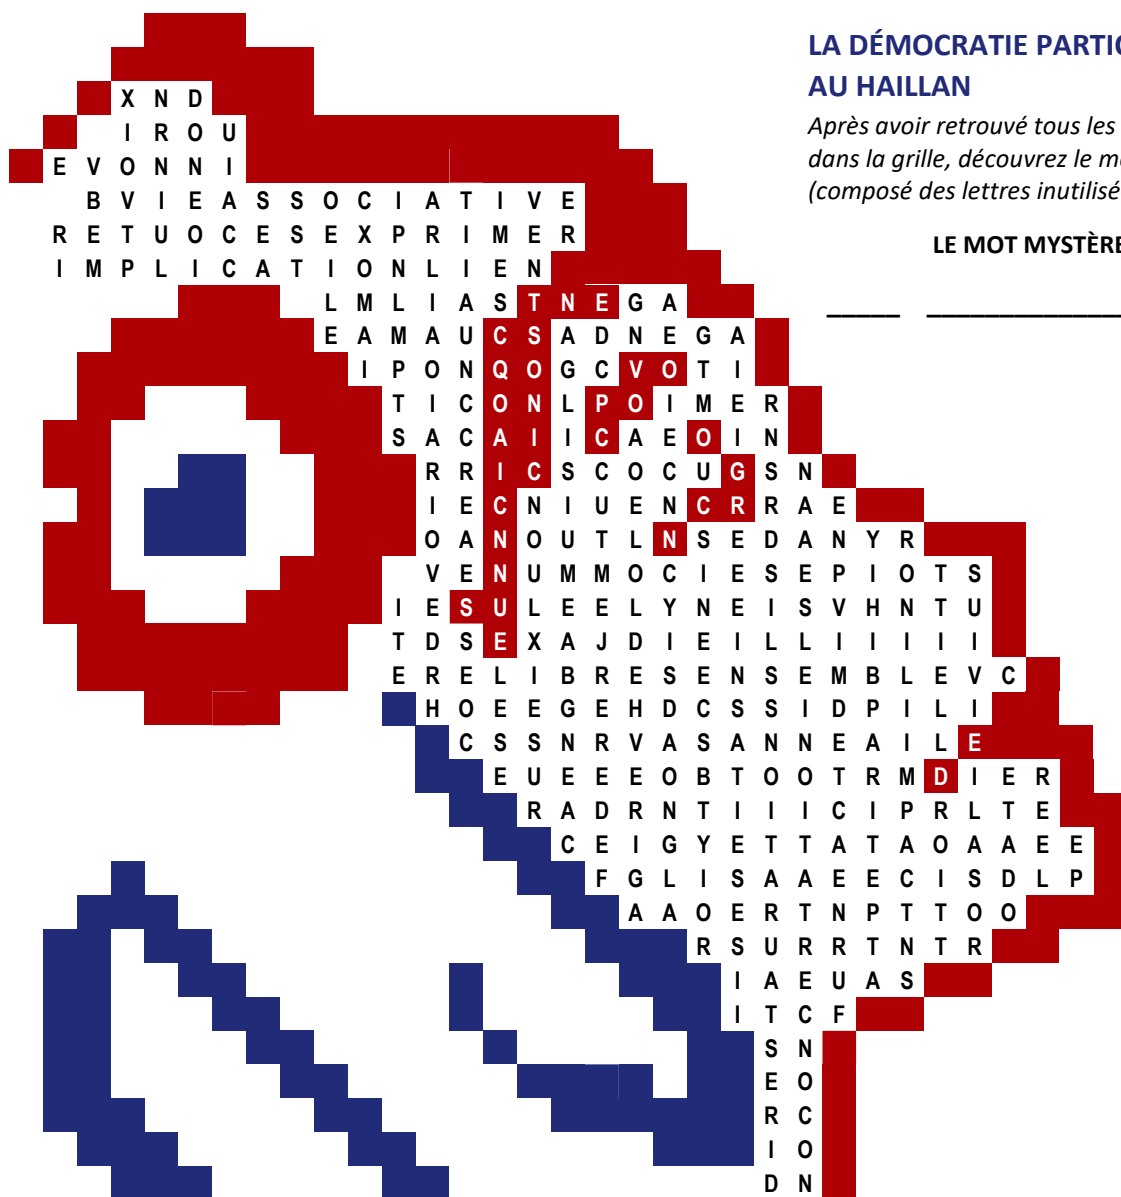 LA DÉMOCRATIE PARTIC
AU HAILLAN
Après avoir retrouvé tous les
dans la grille, découvrez le m
(composé des lettres inutilisé
LE MOT MYSTÈRE
X N D
I R O U
E V O N N I
B V I E A S S O C I A T I V E
R E T U O C E S E X P R I M E R
I M P L I C A T I O N L I E N
L M L I A S T N E G A
E A M A U C S A D N E G A
I P O N Q O G C V O T I
T I C O N L P O I M E R
S A C A I I C A E O I N
R R I C S C O C U G S N
I E C N I U E N C R R A E
O A N O U T L N S E D A N Y R
V E N U M M O C I E S E P I O T S
I E S U L E E L Y N E I S V H N T U
T D S E X A J D I E I L L I I I I I
E R E L I B R E S E N S E M B L E V C
H O E E G E H D C S S I D P I L I
C S S N R V A S A N N E A I L E
E U E E E O B T O O T R M D I E R
R A D R N T I I I C I P R L T E
C E I G Y E T T A T A O A A E E
F G L I S A A E E C I S D L P
A A O E R T N P T T O O
R S U R R T N T R
I A E U A S
I T C F
S N
E O
R C
I O
D N